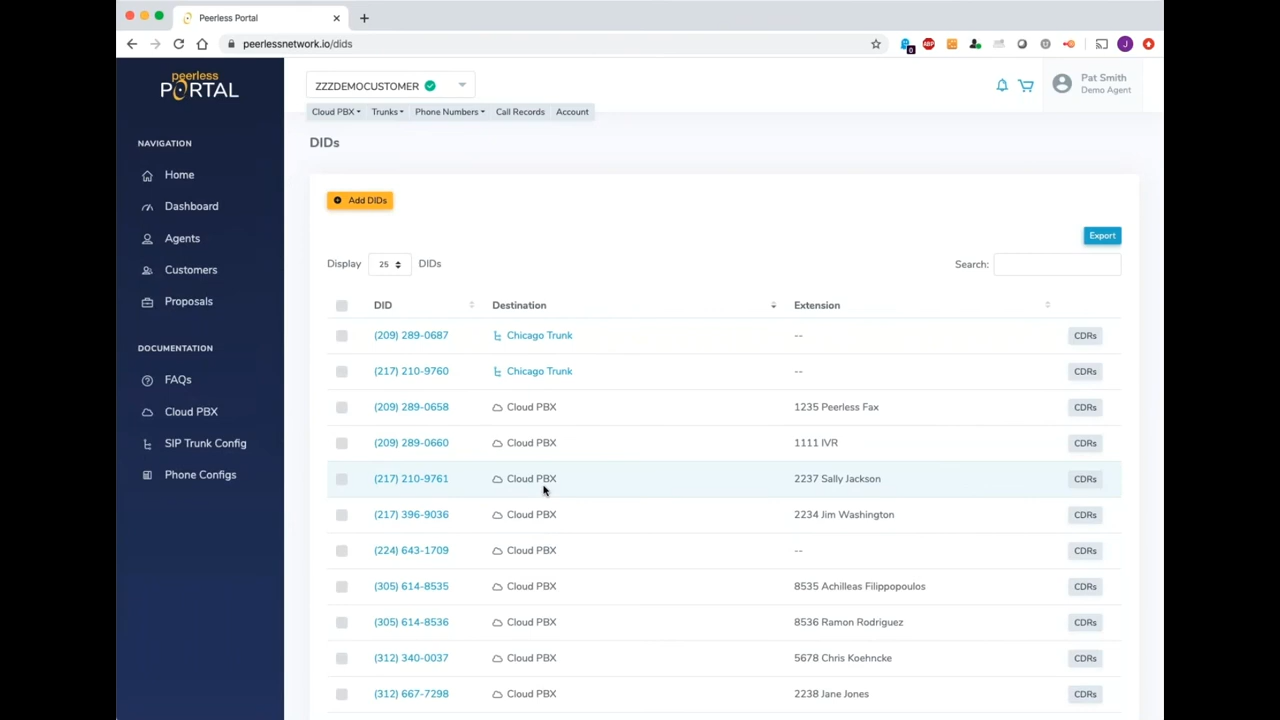 Peerless Portal
peerlessnetwork.io/dids
0
ABP
J
peerless
PORTAL
ZZZDEMOCUSTOMER
Pat Smith
Demo Agent
Cloud PBX Trunks Phone Numbers Call Records Account
NAVIGATION
Home
Dashboard
Agents
Customers
Proposals
DOCUMENTATION
FAQs
Cloud PBX
SIP Trunk Config
Phone Configs
DIDs
Add DIDs
Export
Display 25 DIDs Search:
DID Destination Extension
(209) 289-0687 Chicago Trunk -- CDRs
(217) 210-9760 Chicago Trunk -- CDRs
(209) 289-0658 Cloud PBX 1235 Peerless Fax CDRs
(209) 289-0660 Cloud PBX 1111 IVR CDRs
(217) 210-9761 Cloud PBX 2237 Sally Jackson CDRs
(217) 396-9036 Cloud PBX 2234 Jim Washington CDRs
(224) 643-1709 Cloud PBX -- CDRs
(305) 614-8535 Cloud PBX 8535 Achilleas Filippopoulos CDRs
(305) 614-8536 Cloud PBX 8536 Ramon Rodriguez CDRs
(312) 340-0037 Cloud PBX 5678 Chris Koehncke CDRs
(312) 667-7298 Cloud PBX 2238 Jane Jones CDRs